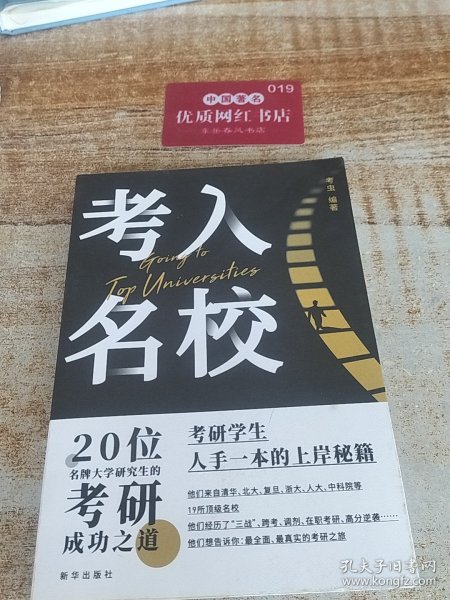 019
中国著名
优质网红书店
东岳春风书店
考虫 编著
考入
Going to
Top Universities
名校
20位
名牌大学研究生的
考研
成功之道
考研学生
人手一本的上岸秘籍
他们来自清华、北大、复旦、浙大、人大、中科院等
19所顶级名校
他们经历了“三战”、跨考、调剂、在职考研、高分逆袭……
他们想告诉你:最全面、最真实的考研之旅
新华出版社
孔夫子旧书网
www.kongfz.com